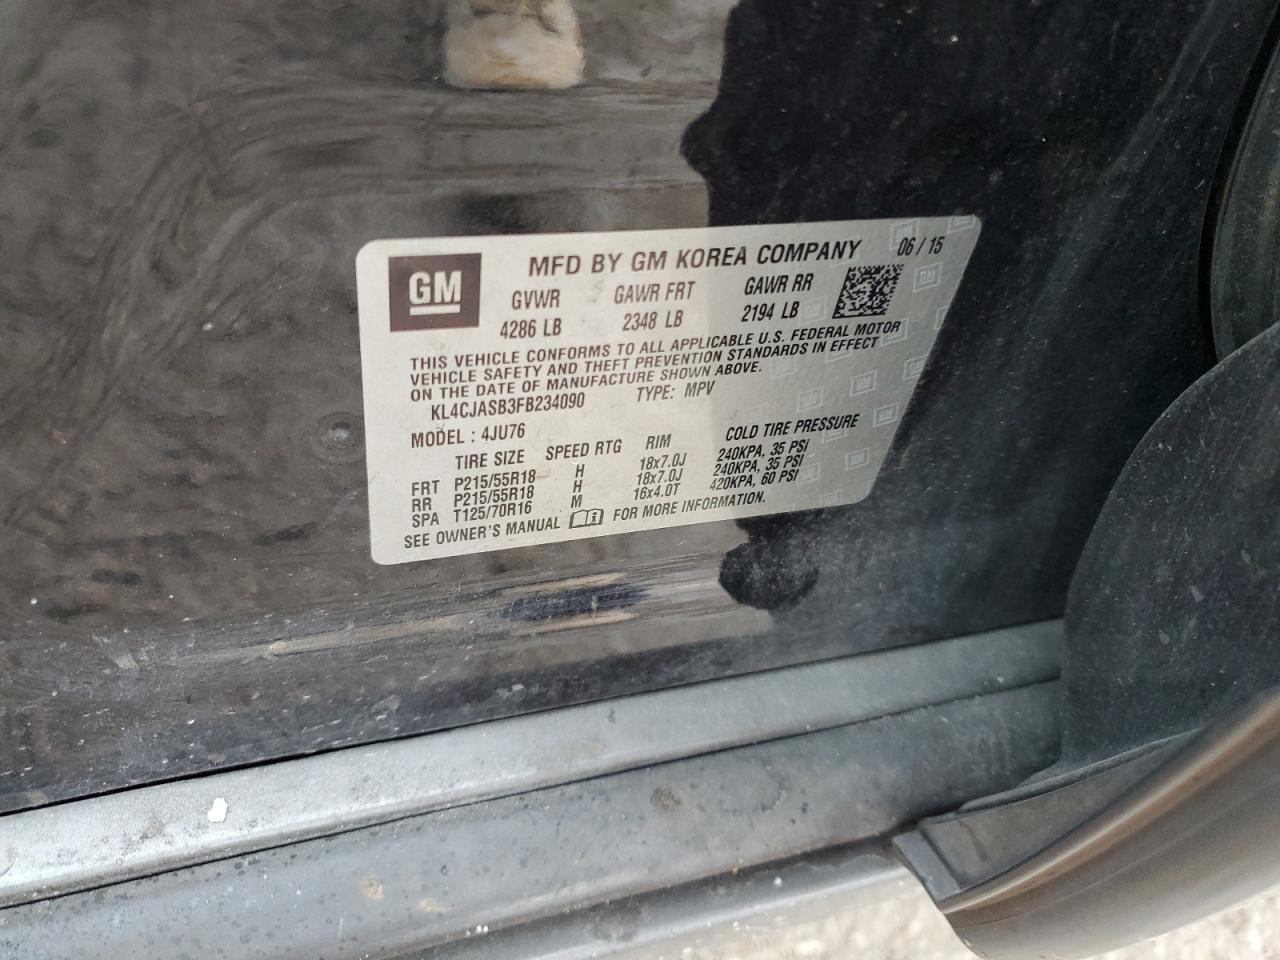 GM
MFD BY GM KOREA COMPANY 06 / 15
GVWR GAWR FRT GAWR RR
4286 LB 2348 LB 2194 LB
THIS VEHICLE CONFORMS TO ALL APPLICABLE U.S. FEDERAL MOTOR
VEHICLE SAFETY AND THEFT PREVENTION STANDARDS IN EFFECT
ON THE DATE OF MANUFACTURE SHOWN ABOVE.
KL4CJASB3FB234090 TYPE: MPV
MODEL : 4JU76
TIRE SIZE SPEED RTG RIM COLD TIRE PRESSURE
FRT P215/55R18 H 18x7.0J 240KPA, 35 PSI
RR P215/55R18 H 18x7.0J 240KPA, 35 PSI
SPA T125/70R16 M 16x4.0T 420KPA, 60 PSI
SEE OWNER'S MANUAL FOR MORE INFORMATION.